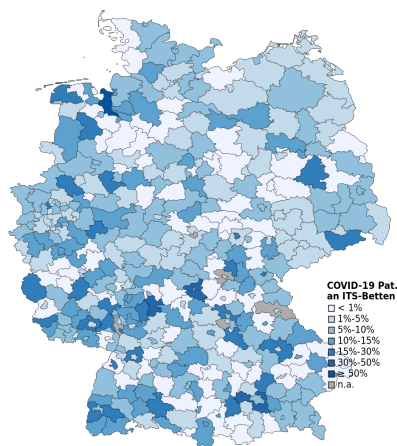 COVID-19 Pat.
an ITS-Betten
< 1%
1%-5%
5%-10%
10%-15%
15%-30%
30%-50%
≥ 50%
n.a.